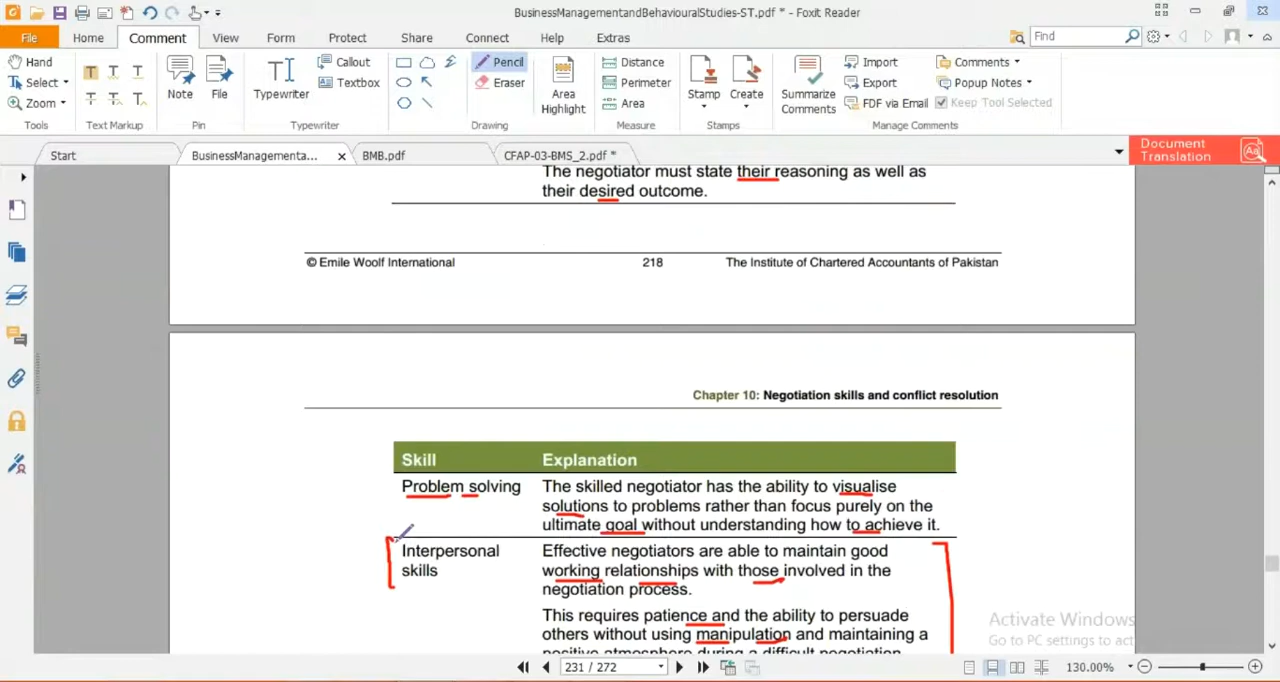 BusinessManagementandBehaviouralStudies-ST.pdf * - Foxit Reader
File Home Comment View Form Protect Share Connect Help Extras
Find
Hand
Select
Zoom
Tools
Text Markup
Note
File
Pin
Typewriter
Callout
Textbox
Typewriter
Pencil
Eraser
Drawing
Area
Highlight
Distance
Perimeter
Area
Measure
Stamp
Create
Stamps
Summarize
Comments
Import
Export
FDF via Email
Comments
Popup Notes
Keep Tool Selected
Manage Comments
Start
BusinessManagementa...
BMB.pdf
CFAP-03-BMS_2.pdf *
Document
Translation
The negotiator must state their reasoning as well as
their desired outcome.
© Emile Woolf International 218 The Institute of Chartered Accountants of Pakistan
Chapter 10: Negotiation skills and conflict resolution
Skill Explanation
Problem solving The skilled negotiator has the ability to visualise
solutions to problems rather than focus purely on the
ultimate goal without understanding how to achieve it.
Interpersonal Effective negotiators are able to maintain good
skills working relationships with those involved in the
negotiation process.
This requires patience and the ability to persuade
others without using manipulation and maintaining a
positive atmosphere during a difficult negotiation
Activate Windows
Go to PC settings to act
231 / 272
130.00%